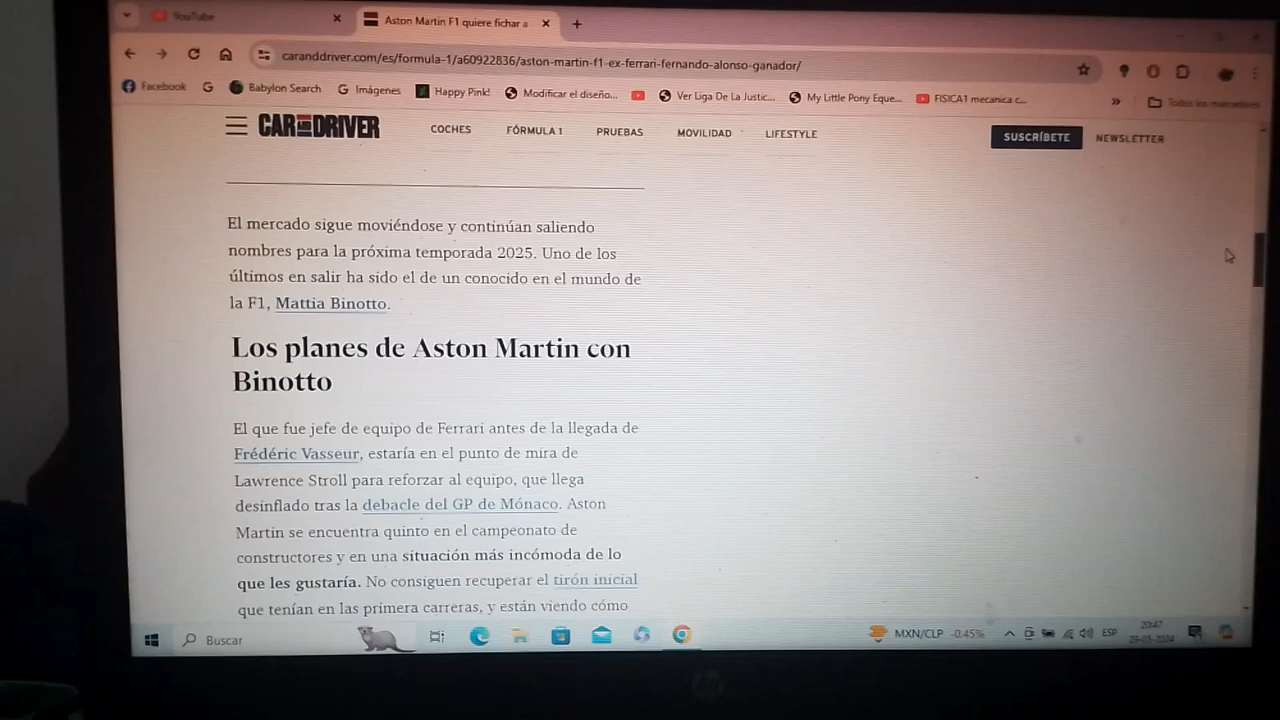 YouTube
Aston Martin F1 quiere fichar a
caranddriver.com/es/formula-1/a60922836/aston-martin-f1-ex-ferrari-fernando-alonso-ganador/
Facebook
Babylon Search
Imágenes
Happy Pink!
Modificar el diseño...
Ver Liga De La Justic...
My Little Pony Eque...
FISICA1 mecanica c...
Todos los marcadores
CAR AND DRIVER
COCHES
FÓRMULA 1
PRUEBAS
MOVILIDAD
LIFESTYLE
SUSCRÍBETE
NEWSLETTER
El mercado sigue moviéndose y continúan saliendo
nombres para la próxima temporada 2025. Uno de los
últimos en salir ha sido el de un conocido en el mundo de
la F1, Mattia Binotto.
Los planes de Aston Martin con
Binotto
El que fue jefe de equipo de Ferrari antes de la llegada de
Frédéric Vasseur, estaría en el punto de mira de
Lawrence Stroll para reforzar al equipo, que llega
desinflado tras la debacle del GP de Mónaco. Aston
Martin se encuentra quinto en el campeonato de
constructores y en una situación más incómoda de lo
que les gustaría. No consiguen recuperar el tirón inicial
que tenían en las primera carreras, y están viendo cómo
Buscar
MXN/CLP -0.45%
ESP
20:47
29-05-2024
hp